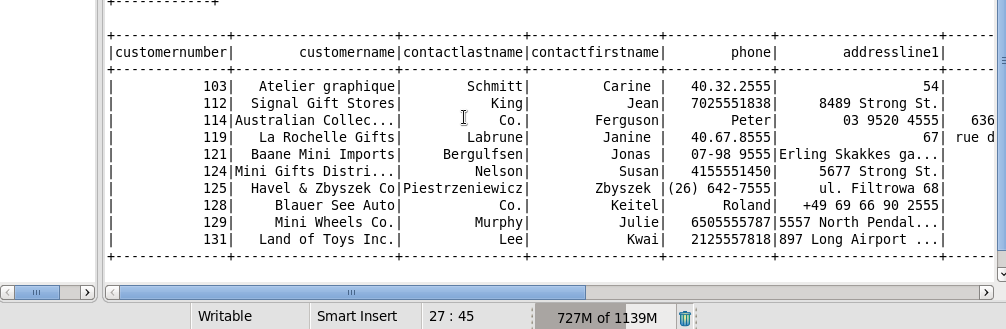 +------------+
+--------------+--------------------+---------------+----------------+-------------+--------------------+------
|customernumber|        customername|contactlastname|contactfirstname|        phone|        addressline1|
+--------------+--------------------+---------------+----------------+-------------+--------------------+------
|           103|   Atelier graphique|        Schmitt|         Carine |   40.32.2555|                  54|
|           112|  Signal Gift Stores|           King|            Jean|   7025551838|     8489 Strong St.|
|           114|Australian Collec...|            Co.|        Ferguson|        Peter|        03 9520 4555|   636
|           119|   La Rochelle Gifts|        Labrune|         Janine |   40.67.8555|                  67| rue d
|           121|  Baane Mini Imports|     Bergulfsen|          Jonas |   07-98 9555|Erling Skakkes ga...|
|           124|Mini Gifts Distri...|         Nelson|           Susan|   4155551450|     5677 Strong St.|
|           125|  Havel & Zbyszek Co|Piestrzeniewicz|        Zbyszek |(26) 642-7555|     ul. Filtrowa 68|
|           128|     Blauer See Auto|            Co.|          Keitel|       Roland|    +49 69 66 90 2555|
|           129|     Mini Wheels Co.|         Murphy|           Julie|   6505555787|5557 North Pendal...|
|           131|   Land of Toys Inc.|            Lee|            Kwai|   2125557818|897 Long Airport ...|
+--------------+--------------------+---------------+----------------+-------------+--------------------+------
Writable Smart Insert 27 : 45 727M of 1139M